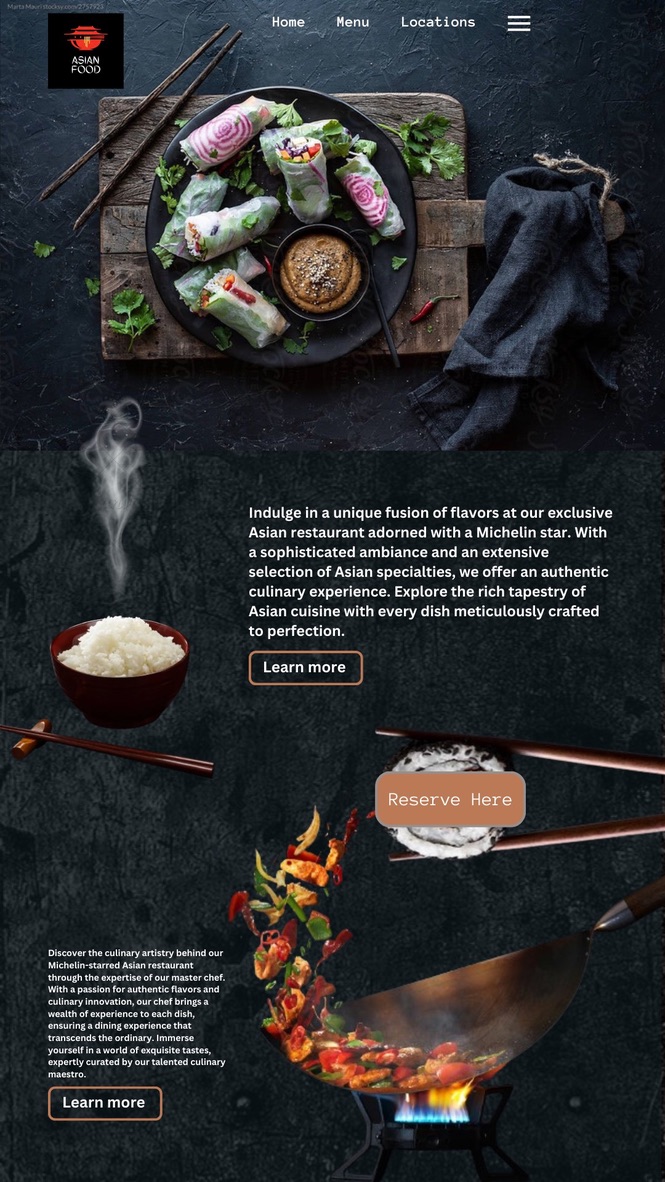 Marta Mauri/stocksy.com/2757923
Home Menu Locations
ASIAN
FOOD
Indulge in a unique fusion of flavors at our exclusive
Asian restaurant adorned with a Michelin star. With
a sophisticated ambiance and an extensive
selection of Asian specialties, we offer an authentic
culinary experience. Explore the rich tapestry of
Asian cuisine with every dish meticulously crafted
to perfection.
Learn more
Reserve Here
Discover the culinary artistry behind our
Michelin-starred Asian restaurant
through the expertise of our master chef.
With a passion for authentic flavors and
culinary innovation, our chef brings a
wealth of experience to each dish,
ensuring a dining experience that
transcends the ordinary. Immerse
yourself in a world of exquisite tastes,
expertly curated by our talented culinary
maestro.
Learn more